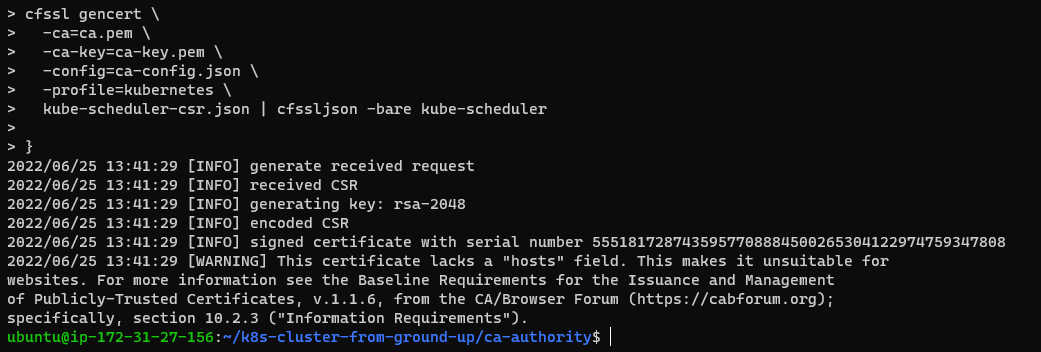 > cfssl gencert \
>   -ca=ca.pem \
>   -ca-key=ca-key.pem \
>   -config=ca-config.json \
>   -profile=kubernetes \
>   kube-scheduler-csr.json | cfssljson -bare kube-scheduler
>
> }
2022/06/25 13:41:29 [INFO] generate received request
2022/06/25 13:41:29 [INFO] received CSR
2022/06/25 13:41:29 [INFO] generating key: rsa-2048
2022/06/25 13:41:29 [INFO] encoded CSR
2022/06/25 13:41:29 [INFO] signed certificate with serial number 555181728743595770888450026530412297475934780​8
2022/06/25 13:41:29 [WARNING] This certificate lacks a "hosts" field. This makes it unsuitable for
websites. For more information see the Baseline Requirements for the Issuance and Management
of Publicly-Trusted Certificates, v.1.1.6, from the CA/Browser Forum (https://cabforum.org);
specifically, section 10.2.3 ("Information Requirements").
ubuntu@ip-172-31-27-156:~/k8s-cluster-from-ground-up/ca-authority$